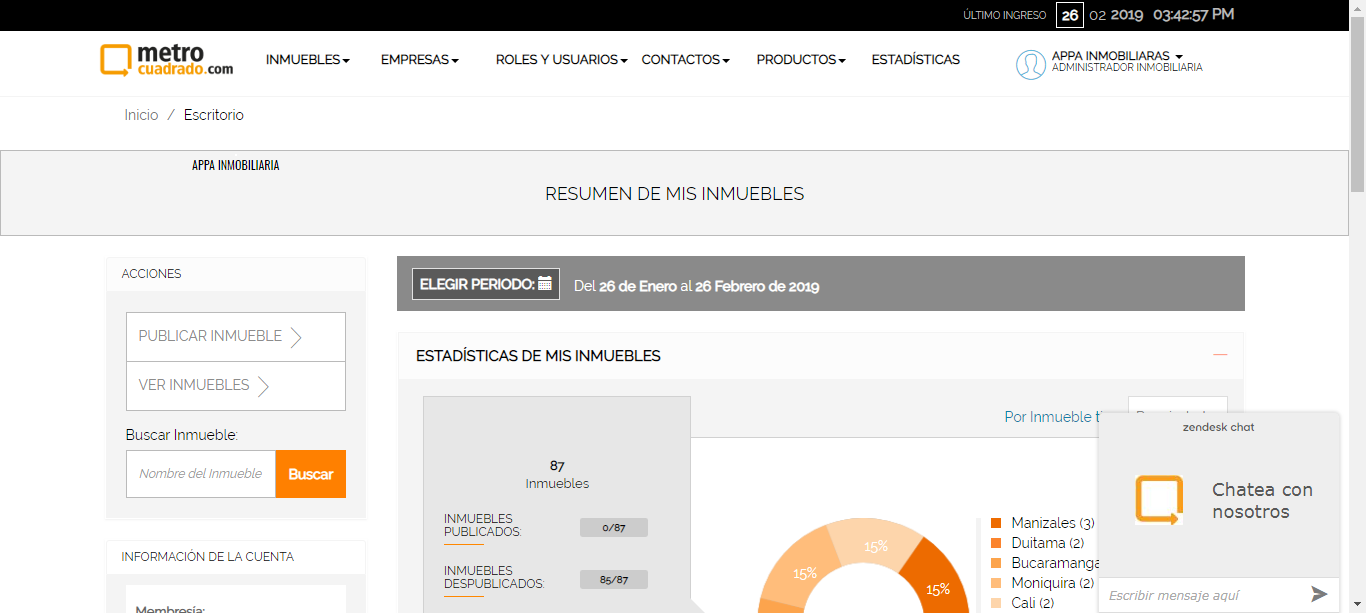 ÚLTIMO INGRESO 26 02 2019 03:42:57 PM
metro
cuadrado.com
INMUEBLES EMPRESAS ROLES Y USUARIOS CONTACTOS PRODUCTOS ESTADÍSTICAS
APPA INMOBILIARAS
ADMINISTRADOR INMOBILIARIA
Inicio / Escritorio
APPA INMOBILIARIA
RESUMEN DE MIS INMUEBLES
ACCIONES
PUBLICAR INMUEBLE
VER INMUEBLES
Buscar Inmueble:
Nombre del Inmueble Buscar
INFORMACIÓN DE LA CUENTA
Membresía:
ELEGIR PERIODO: Del 26 de Enero al 26 Febrero de 2019
ESTADÍSTICAS DE MIS INMUEBLES
Por Inmueble
87
Inmuebles
INMUEBLES
PUBLICADOS: 0/87
INMUEBLES
DESPUBLICADOS: 85/87
15%
15%
15%
Manizales (3)
Duitama (2)
Bucaramanga
Moniquira (2)
Cali (2)
zendesk chat
Chatea con
nosotros
Escribir mensaje aquí